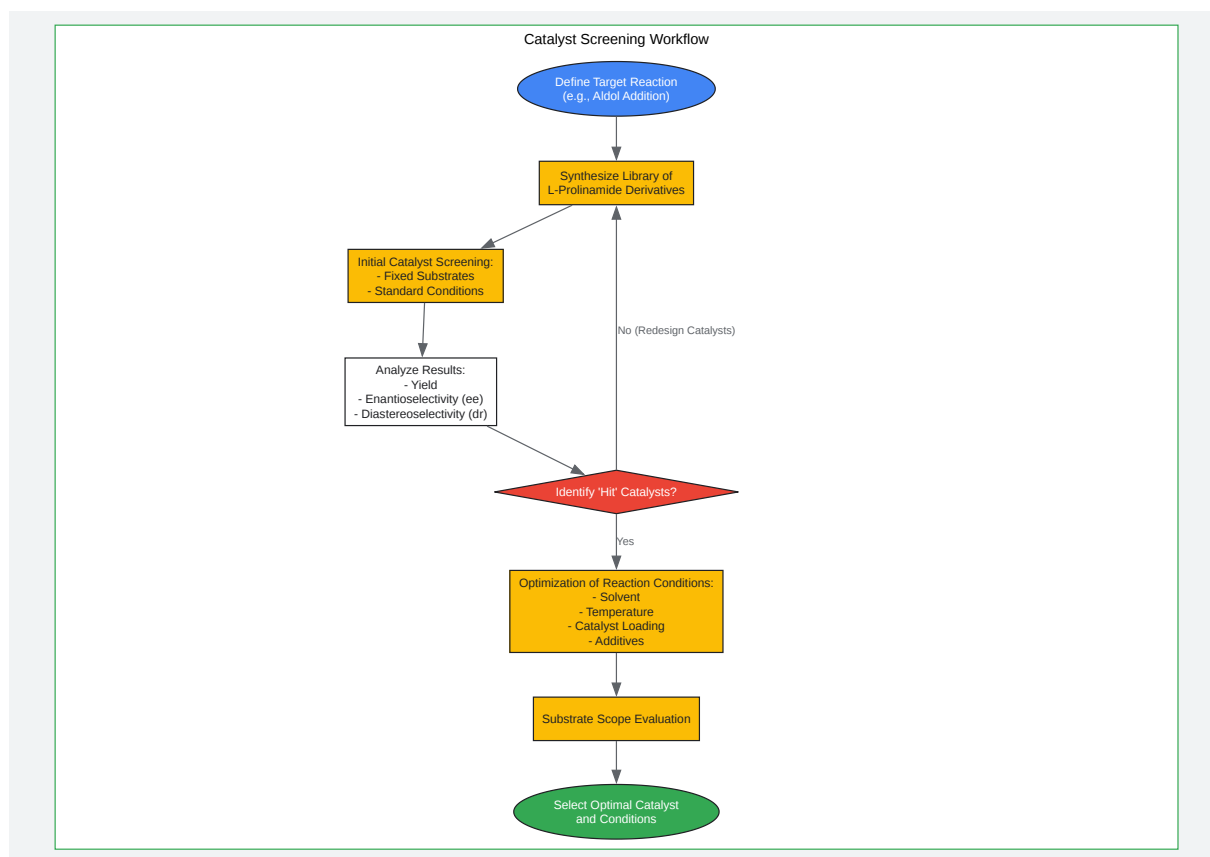 Catalyst Screening Workflow
Define Target Reaction
(e.g., Aldol Addition)
Synthesize Library of
L-Prolinamide Derivatives
Initial Catalyst Screening:
- Fixed Substrates
- Standard Conditions
No (Redesign Catalysts)
Analyze Results:
- Yield
- Enantioselectivity (ee)
- Diastereoselectivity (dr)
Identify 'Hit' Catalysts?
Yes
Optimization of Reaction Conditions:
- Solvent
- Temperature
- Catalyst Loading
- Additives
Substrate Scope Evaluation
Select Optimal Catalyst
and Conditions